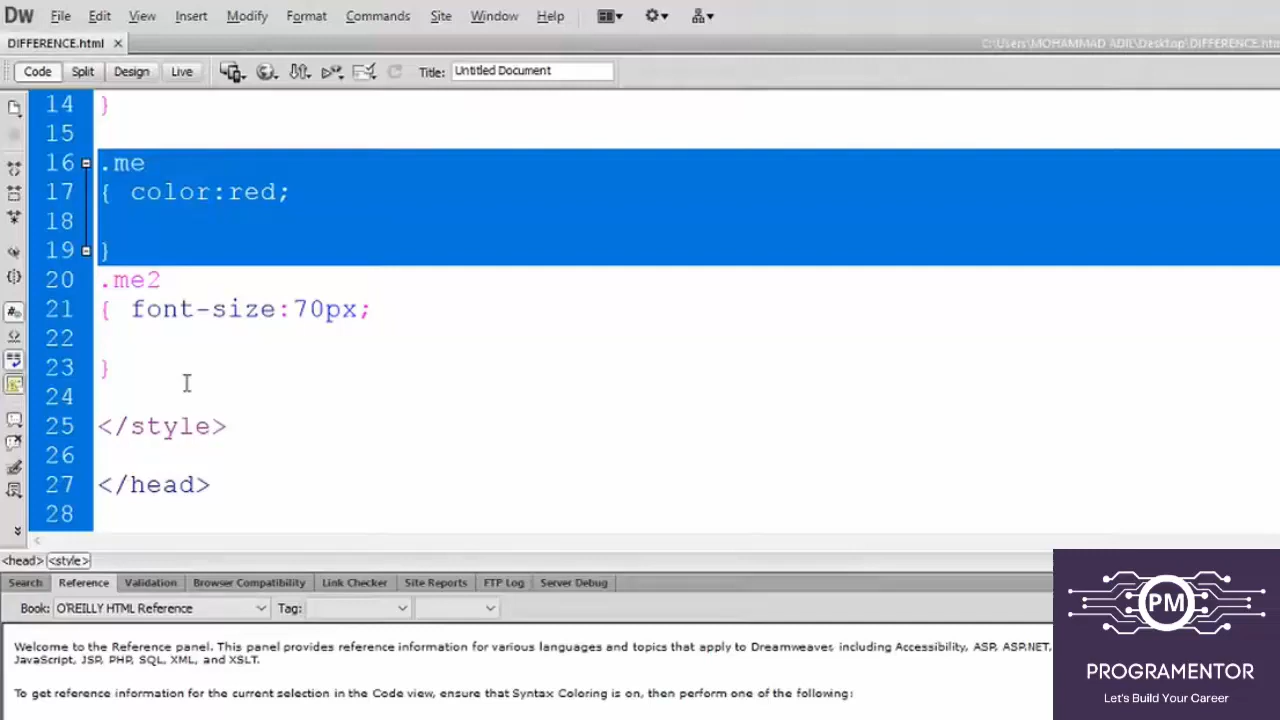 DW File Edit View Insert Modify Format Commands Site Window Help
DIFFERENCE.html C:\Users\MOHAMMAD ADIL\Desktop\DIFFERENCE.htm
Code Split Design Live Title: Untitled Document
14 }
15
16 .me
17 { color:red;
18
19 }
20 .me2
21 { font-size:70px;
22
23 }
24
25 </style>
26
27 </head>
28
<head> <style>
Search Reference Validation Browser Compatibility Link Checker Site Reports FTP Log Server Debug
Book: O'REILLY HTML Reference Tag:
Welcome to the Reference panel. This panel provides reference information for various languages and topics that apply to Dreamweaver, including Accessibility, ASP, ASP.NET,
JavaScript, JSP, PHP, SQL, XML, and XSLT.
To get reference information for the current selection in the Code view, ensure that Syntax Coloring is on, then perform one of the following:
PM
PROGRAMENTOR
Let's Build Your Career